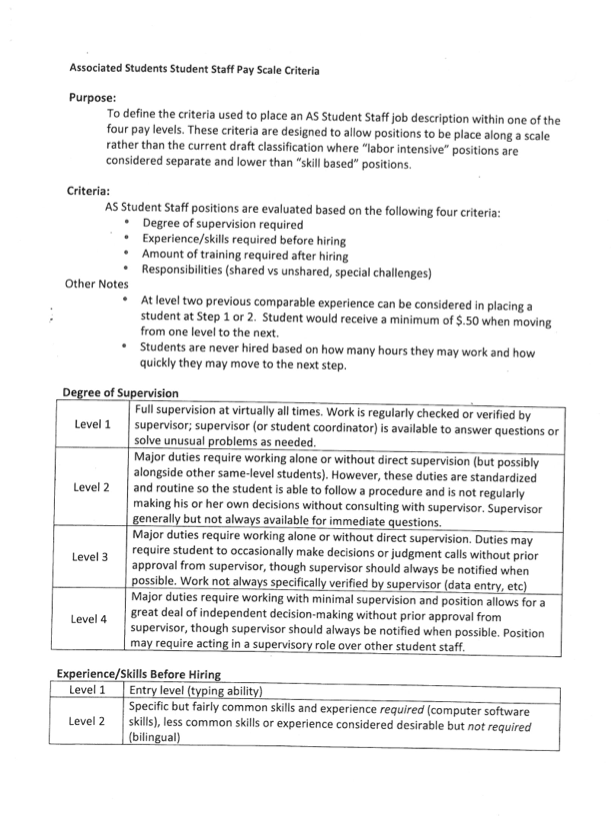 Associated Students Student Staff Pay Scale Criteria
Purpose:
To define the criteria used to place an AS Student Staff job description within one of the
four pay levels. These criteria are designed to allow positions to be place along a scale
rather than the current draft classification where "labor intensive" positions are
considered separate and lower than "skill based" positions.
Criteria:
AS Student Staff positions are evaluated based on the following four criteria:
• Degree of supervision required
• Experience/skills required before hiring
• Amount of training required after hiring
• Responsibilities (shared vs unshared, special challenges)
Other Notes
• At level two previous comparable experience can be considered in placing a
student at Step 1 or 2. Student would receive a minimum of $.50 when moving
from one level to the next.
• Students are never hired based on how many hours they may work and how
quickly they may move to the next step.
Degree of Supervision
Level 1
Full supervision at virtually all times. Work is regularly checked or verified by
supervisor; supervisor (or student coordinator) is available to answer questions or
solve unusual problems as needed.
Level 2
Major duties require working alone or without direct supervision (but possibly
alongside other same-level students). However, these duties are standardized
and routine so the student is able to follow a procedure and is not regularly
making his or her own decisions without consulting with supervisor. Supervisor
generally but not always available for immediate questions.
Level 3
Major duties require working alone or without direct supervision. Duties may
require student to occasionally make decisions or judgment calls without prior
approval from supervisor, though supervisor should always be notified when
possible. Work not always specifically verified by supervisor (data entry, etc)
Level 4
Major duties require working with minimal supervision and position allows for a
great deal of independent decision-making without prior approval from
supervisor, though supervisor should always be notified when possible. Position
may require acting in a supervisory role over other student staff.
Experience/Skills Before Hiring
Level 1
Entry level (typing ability)
Level 2
Specific but fairly common skills and experience required (computer software
skills), less common skills or experience considered desirable but not required
(bilingual)